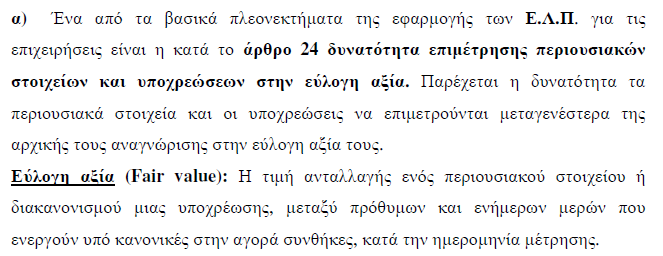 α) Ένα από τα βασικά πλεονεκτήματα της εφαρμογής των Ε.Λ.Π. για τις
επιχειρήσεις είναι η κατά το άρθρο 24 δυνατότητα επιμέτρησης περιουσιακών
στοιχείων και υποχρεώσεων στην εύλογη αξία. Παρέχεται η δυνατότητα τα
περιουσιακά στοιχεία και οι υποχρεώσεις να επιμετρούνται μεταγενέστερα της
αρχικής τους αναγνώρισης στην εύλογη αξία τους.
Εύλογη αξία (Fair value): Η τιμή ανταλλαγής ενός περιουσιακού στοιχείου ή
διακανονισμού μιας υποχρέωσης, μεταξύ πρόθυμων και ενήμερων μερών που
ενεργούν υπό κανονικές στην αγορά συνθήκες, κατά την ημερομηνία μέτρησης.